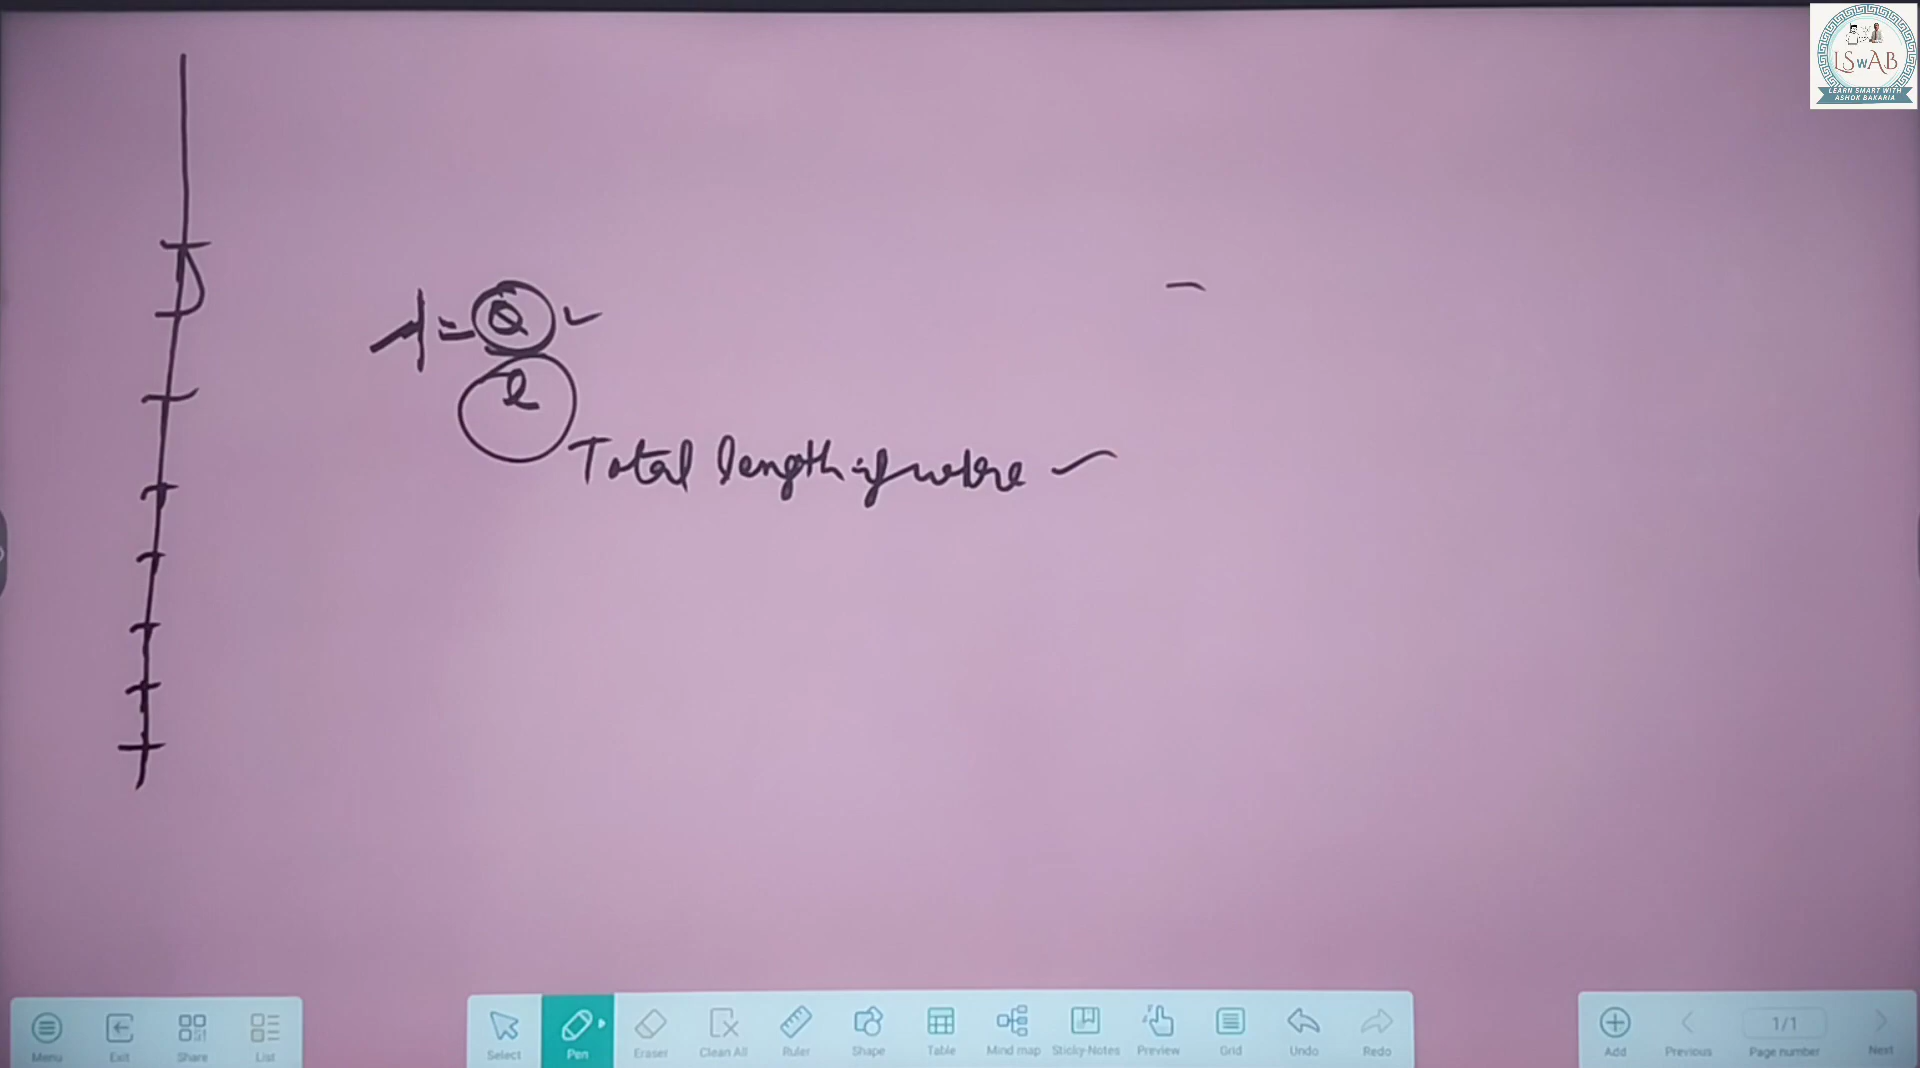 LSwAB
LEARN SMART WITH
ASHOK BAKARIA
λ = Q
l
Total length of wire
Menu
Exit
Share
List
Select
Pen
Eraser
Clean All
Ruler
Shape
Table
Mind map
Sticky-Notes
Preview
Grid
Undo
Redo
Add
Previous
1/1
Page number
Next